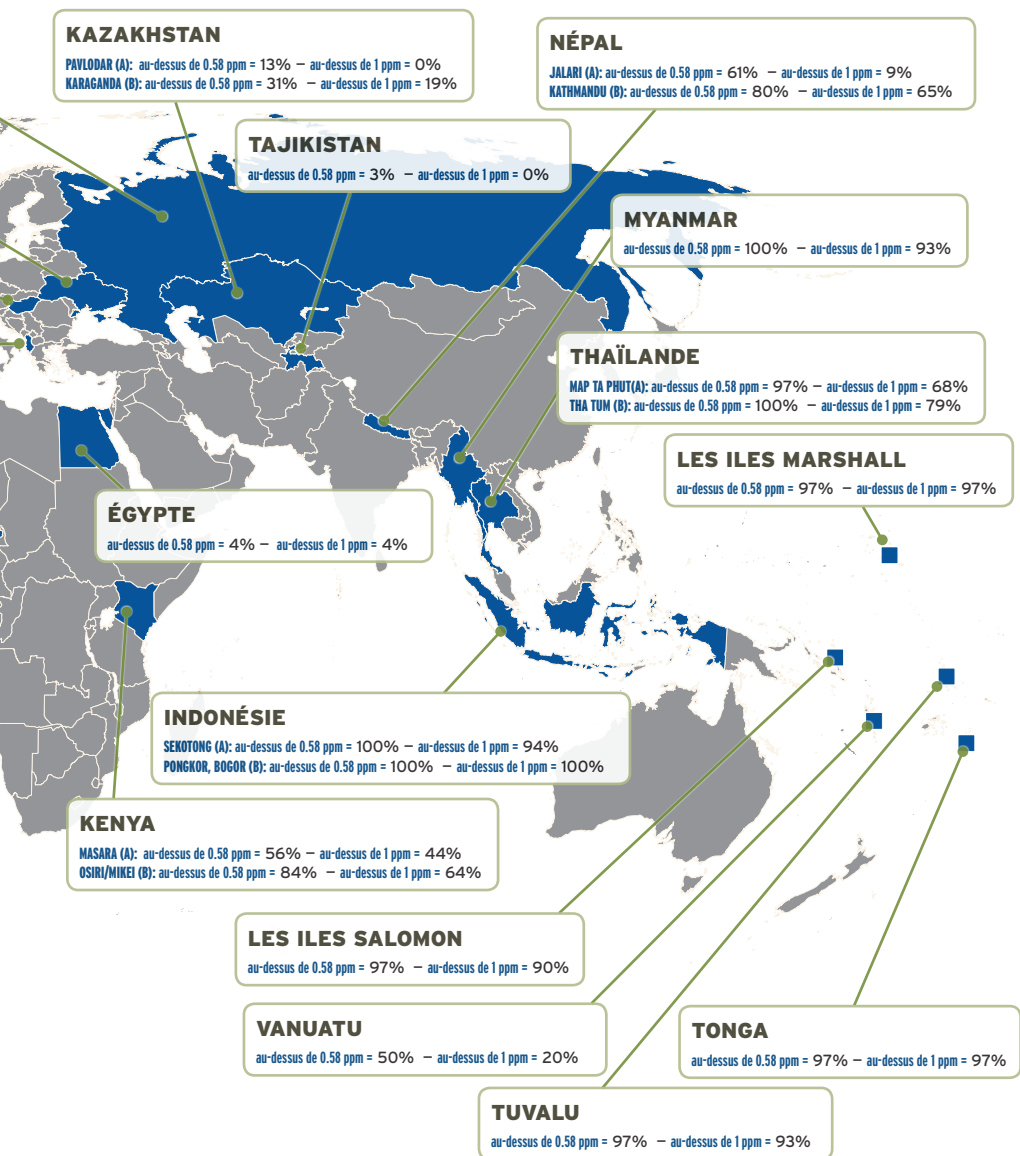 KAZAKHSTAN
PAVLODAR (A): au-dessus de 0.58 ppm = 13% – au-dessus de 1 ppm = 0%
KARAGANDA (B): au-dessus de 0.58 ppm = 31% – au-dessus de 1 ppm = 19%
NÉPAL
JALARI (A): au-dessus de 0.58 ppm = 61% – au-dessus de 1 ppm = 9%
KATHMANDU (B): au-dessus de 0.58 ppm = 80% – au-dessus de 1 ppm = 65%
TAJIKISTAN
au-dessus de 0.58 ppm = 3% – au-dessus de 1 ppm = 0%
MYANMAR
au-dessus de 0.58 ppm = 100% – au-dessus de 1 ppm = 93%
THAÏLANDE
MAP TA PHUT(A): au-dessus de 0.58 ppm = 97% – au-dessus de 1 ppm = 68%
THA TUM (B): au-dessus de 0.58 ppm = 100% – au-dessus de 1 ppm = 79%
LES ILES MARSHALL
au-dessus de 0.58 ppm = 97% – au-dessus de 1 ppm = 97%
ÉGYPTE
au-dessus de 0.58 ppm = 4% – au-dessus de 1 ppm = 4%
INDONÉSIE
SEKOTONG (A): au-dessus de 0.58 ppm = 100% – au-dessus de 1 ppm = 94%
PONGKOR, BOGOR (B): au-dessus de 0.58 ppm = 100% – au-dessus de 1 ppm = 100%
KENYA
MASARA (A): au-dessus de 0.58 ppm = 56% – au-dessus de 1 ppm = 44%
OSIRI/MIKEI (B): au-dessus de 0.58 ppm = 84% – au-dessus de 1 ppm = 64%
LES ILES SALOMON
au-dessus de 0.58 ppm = 97% – au-dessus de 1 ppm = 90%
VANUATU
au-dessus de 0.58 ppm = 50% – au-dessus de 1 ppm = 20%
TONGA
au-dessus de 0.58 ppm = 97% – au-dessus de 1 ppm = 97%
TUVALU
au-dessus de 0.58 ppm = 97% – au-dessus de 1 ppm = 93%